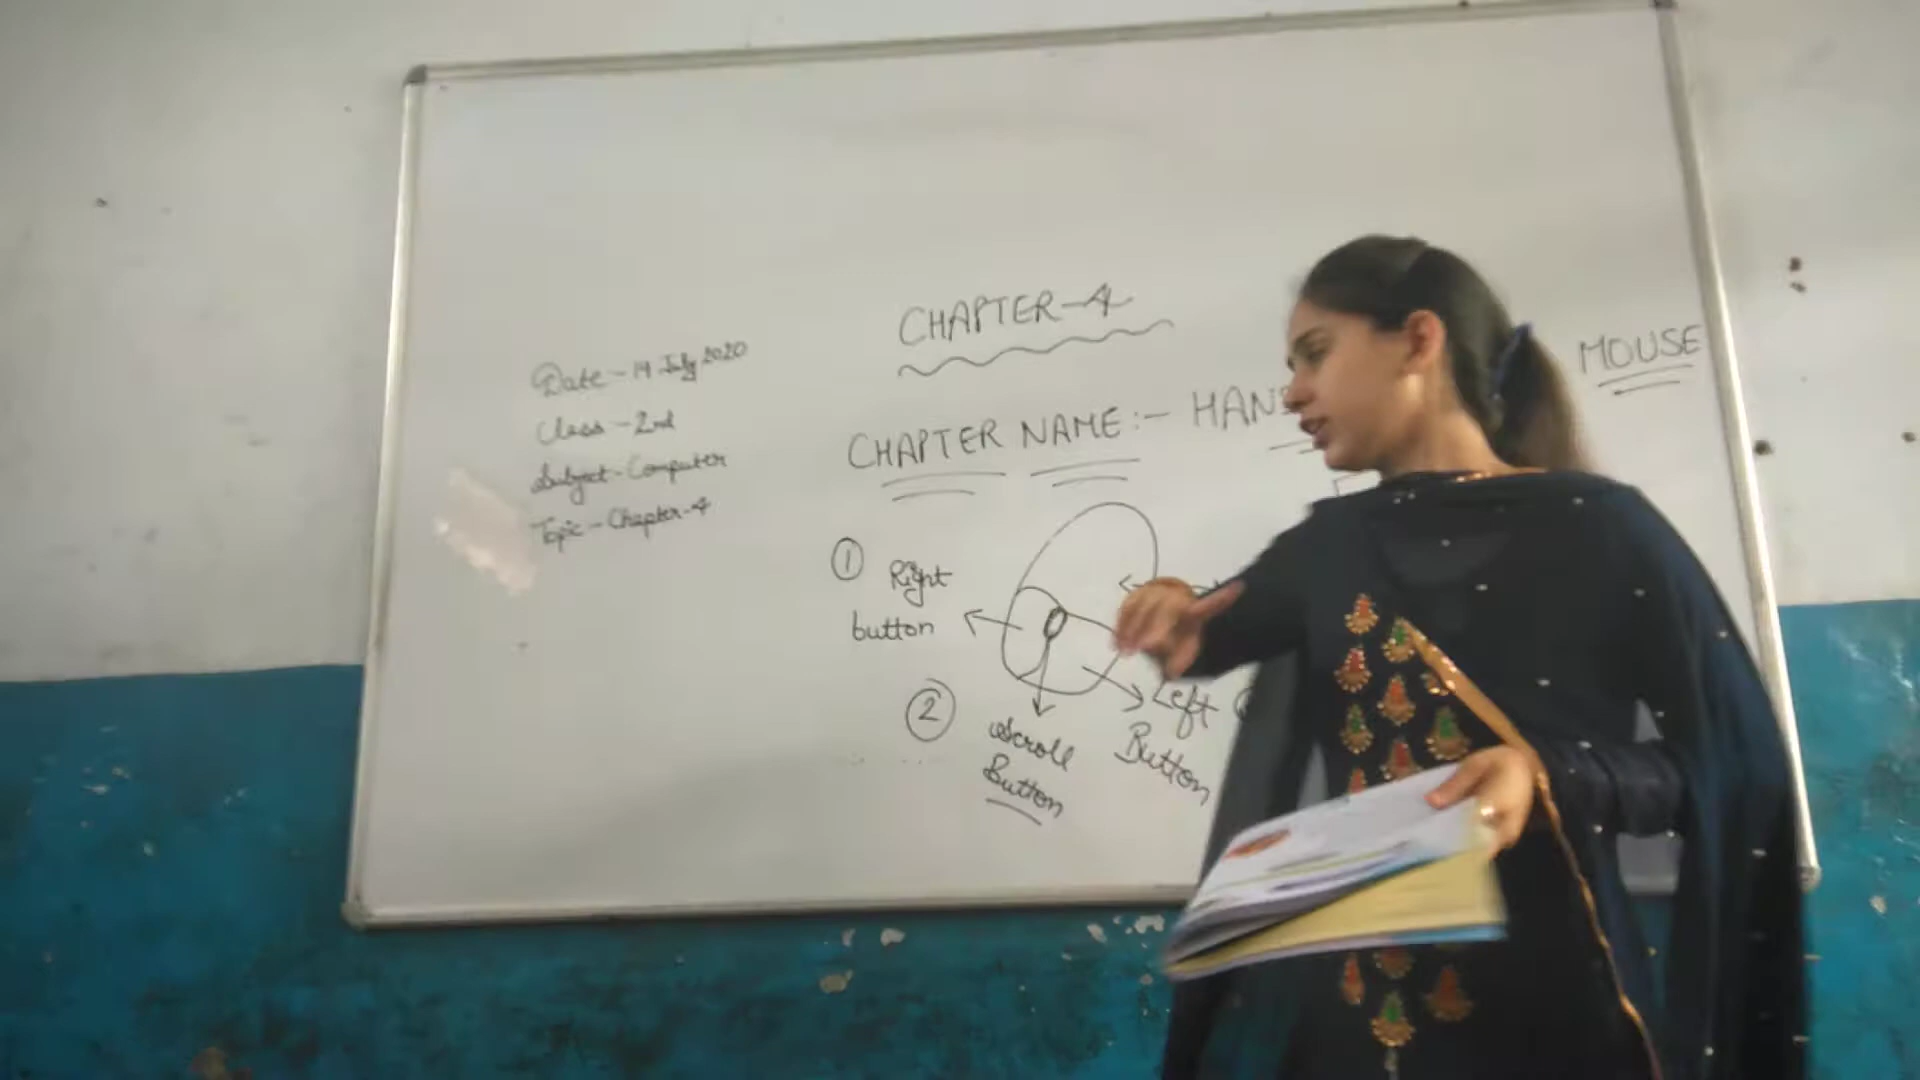 CHAPTER-4
Date - 14 July 2020
Class - 2nd
Subject - Computer
Topic - Chapter-4
CHAPTER NAME :- HAN
MOUSE
① Right
button
② Scroll
Button
Left
Button